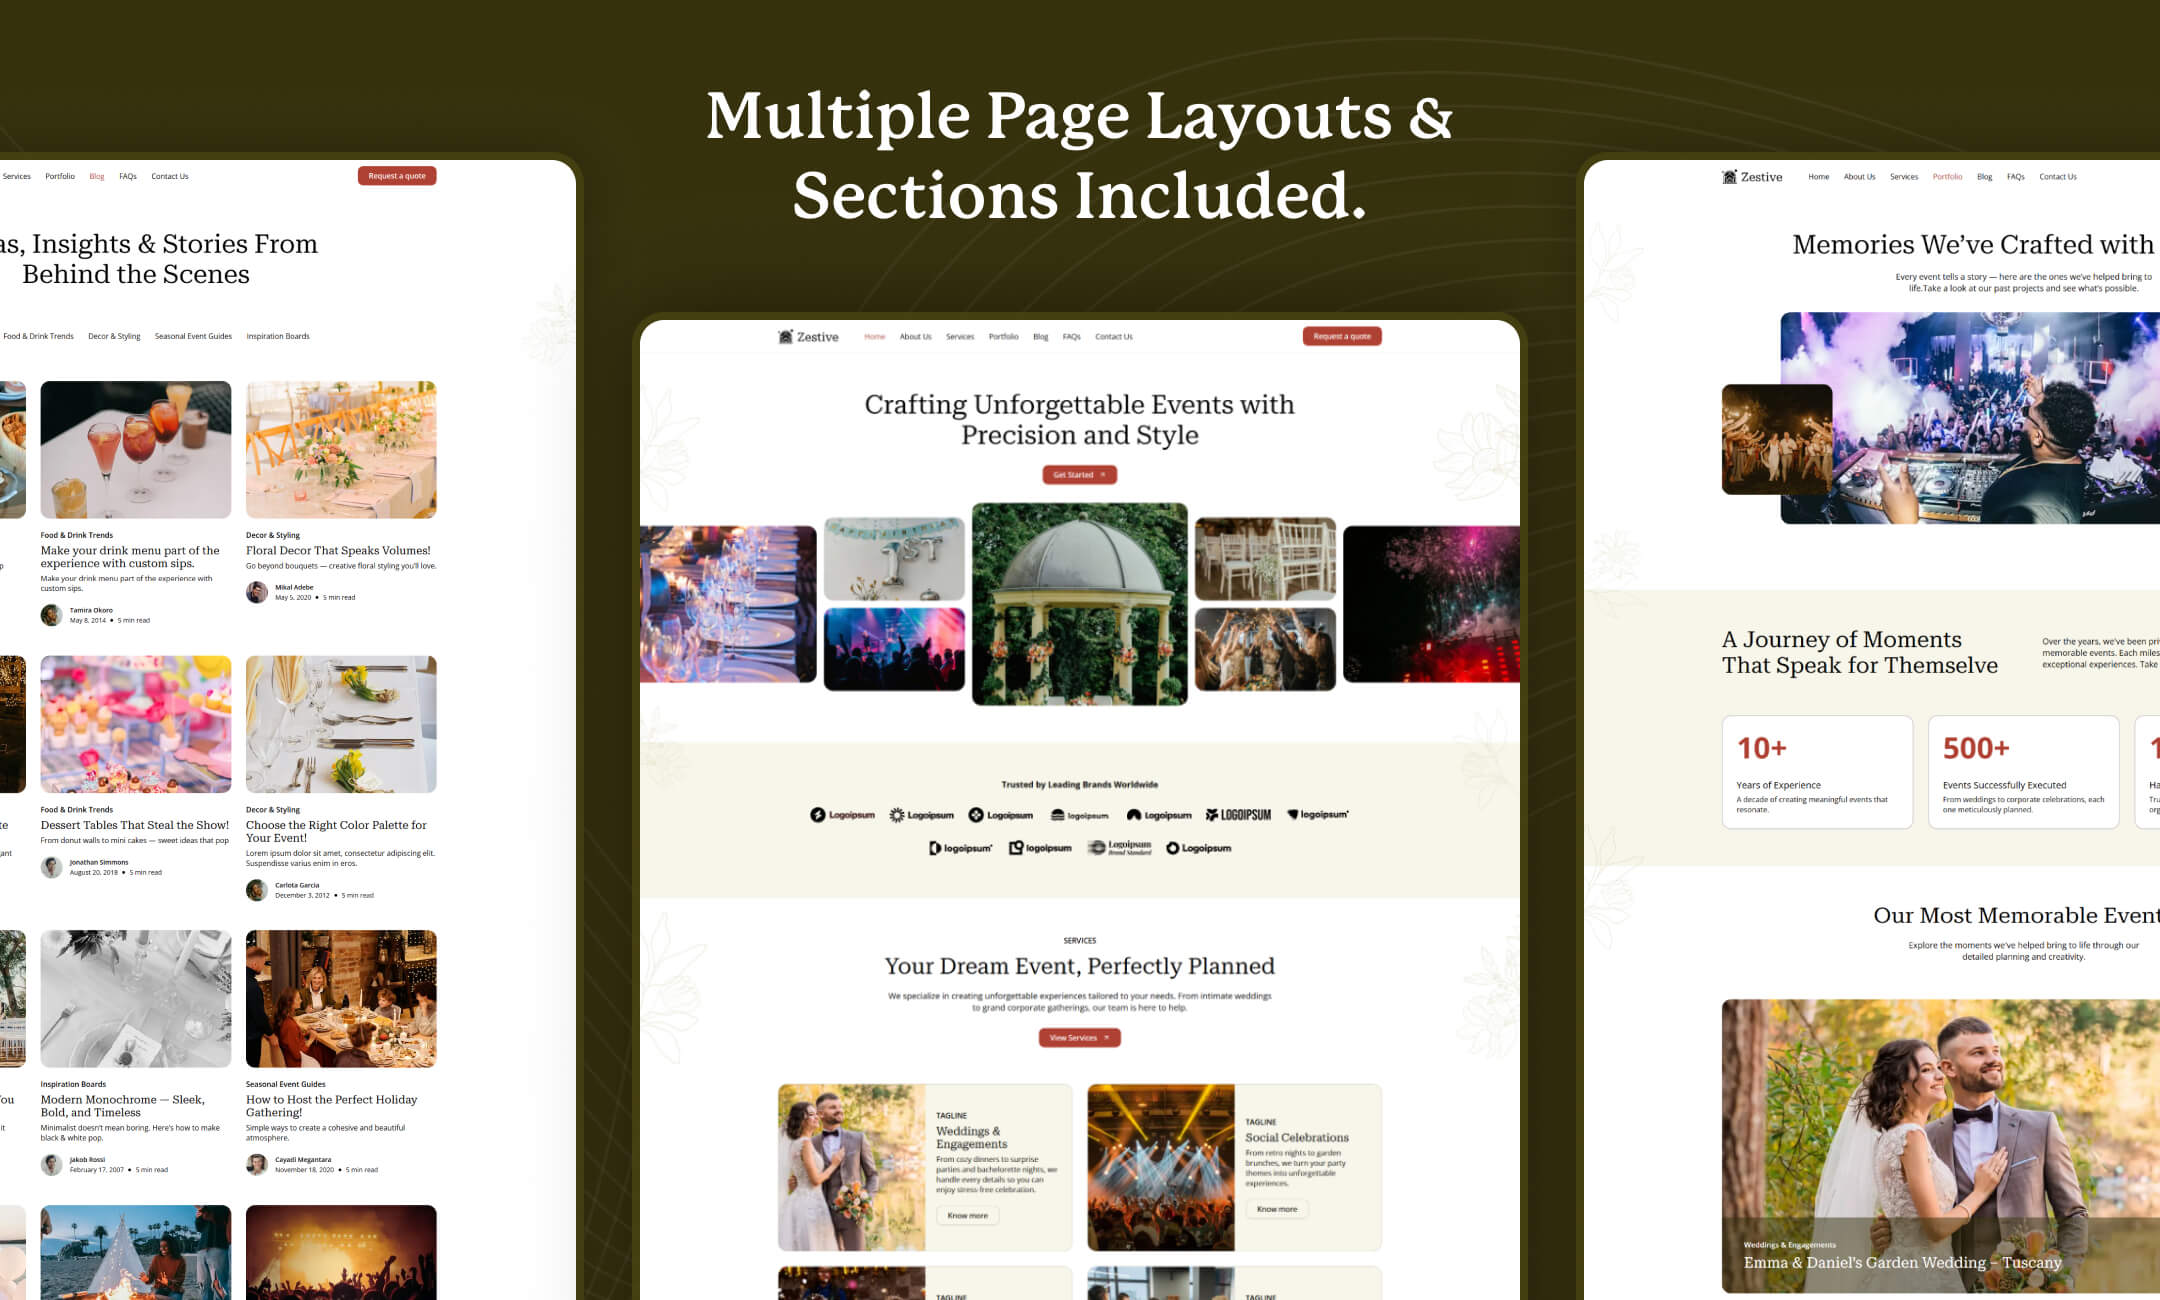 Multiple Page Layouts &
Sections Included.
Services Portfolio Blog FAQs Contact Us Request a quote
Insights & Stories From
Behind the Scenes
Food & Drink Trends Decor & Styling Seasonal Event Guides Inspiration Boards
Food & Drink Trends
Make your drink menu part of the
experience with custom sips.
Make your drink menu part of the experience with
custom sips.
Tamira Okoro
May 8, 2014 • 5 min read
Decor & Styling
Floral Decor That Speaks Volumes!
Go beyond bouquets — creative floral styling you'll love.
Mikal Adebe
May 5, 2020 • 5 min read
Food & Drink Trends
Dessert Tables That Steal the Show!
From donut walls to mini cakes — sweet ideas that pop
Jonathan Simmons
August 20, 2018 • 5 min read
Decor & Styling
Choose the Right Color Palette for
Your Event!
Lorem ipsum dolor sit amet, consectetur adipiscing elit.
Suspendisse varius enim in eros.
Carlota Garcia
December 3, 2012 • 5 min read
Inspiration Boards
Modern Monochrome — Sleek,
Bold, and Timeless
Minimalist doesn't mean boring. Here's how to make
black & white pop.
Jakob Rossi
February 17, 2007 • 5 min read
Seasonal Event Guides
How to Host the Perfect Holiday
Gathering!
Simple ways to create a cohesive and beautiful
atmosphere.
Cayadi Megantara
November 18, 2020 • 5 min read
Zestive Home About Us Services Portfolio Blog FAQs Contact Us Request a quote
Crafting Unforgettable Events with
Precision and Style
Get Started
1ST
Trusted by Leading Brands Worldwide
Logoipsum Logoipsum Logoipsum logoipsum Logoipsum LOGOIPSUM logoipsum
logoipsum logoipsum Logoipsum Brand Standard Logoipsum
SERVICES
Your Dream Event, Perfectly Planned
We specialize in creating unforgettable experiences tailored to your needs. From intimate weddings
to grand corporate gatherings, our team is here to help.
View Services
TAGLINE
Weddings &
Engagements
From cozy dinners to surprise
parties and bachelorette nights, we
handle every details so you can
enjoy stress-free celebration.
Know more
TAGLINE
Social Celebrations
From retro nights to garden
brunches, we turn your party
themes into unforgettable
experiences.
Know more
TAGLINE
TAGLINE
Zestive Home About Us Services Portfolio Blog FAQs Contact Us
Memories We've Crafted with
Every event tells a story — here are the ones we've helped bring to
life.Take a look at our past projects and see what's possible.
A Journey of Moments
That Speak for Themselve
Over the years, we've been
memorable events. Each
exceptional experiences. Take
10+
Years of Experience
A decade of creating meaningful events that
resonate.
500+
Events Successfully Executed
From weddings to corporate celebrations, each
one meticulously planned.
Our Most Memorable Event
Explore the moments we've helped bring to life through our
detailed planning and creativity.
Weddings & Engagements
Emma & Daniel's Garden Wedding – Tuscany